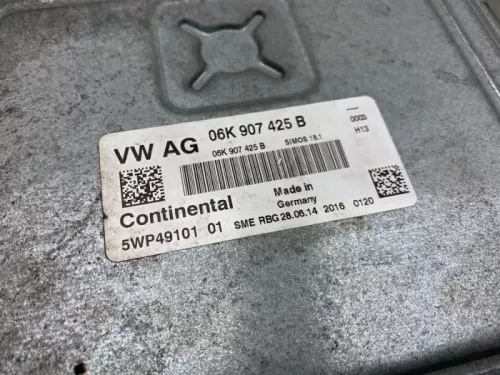 VW AG 06K 907 425 B
06K 907 425 B SIMOS 18.1
0003
H13
Continental Made in
Germany
5WP49101 01 SME RBG 28.05.14 2016 0120